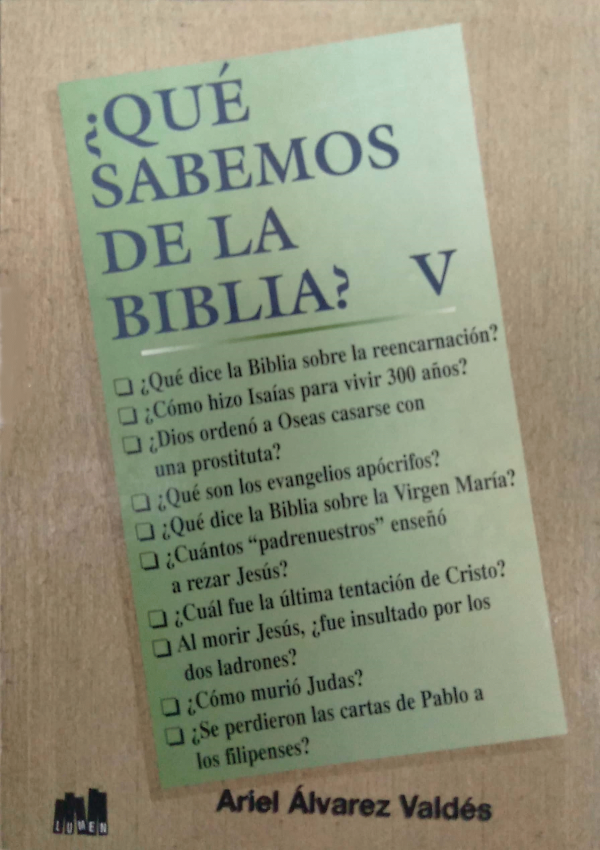 ¿QUÉ
SABEMOS
DE LA
BIBLIA? V
❑ ¿Qué dice la Biblia sobre la reencarnación?
❑ ¿Cómo hizo Isaías para vivir 300 años?
❑ ¿Dios ordenó a Oseas casarse con
una prostituta?
❑ ¿Qué son los evangelios apócrifos?
❑ ¿Qué dice la Biblia sobre la Virgen María?
❑ ¿Cuántos “padrenuestros” enseñó
a rezar Jesús?
❑ ¿Cuál fue la última tentación de Cristo?
❑ Al morir Jesús, ¿fue insultado por los
dos ladrones?
❑ ¿Cómo murió Judas?
❑ ¿Se perdieron las cartas de Pablo a
los filipenses?
Ariel Álvarez Valdés
LUMEN